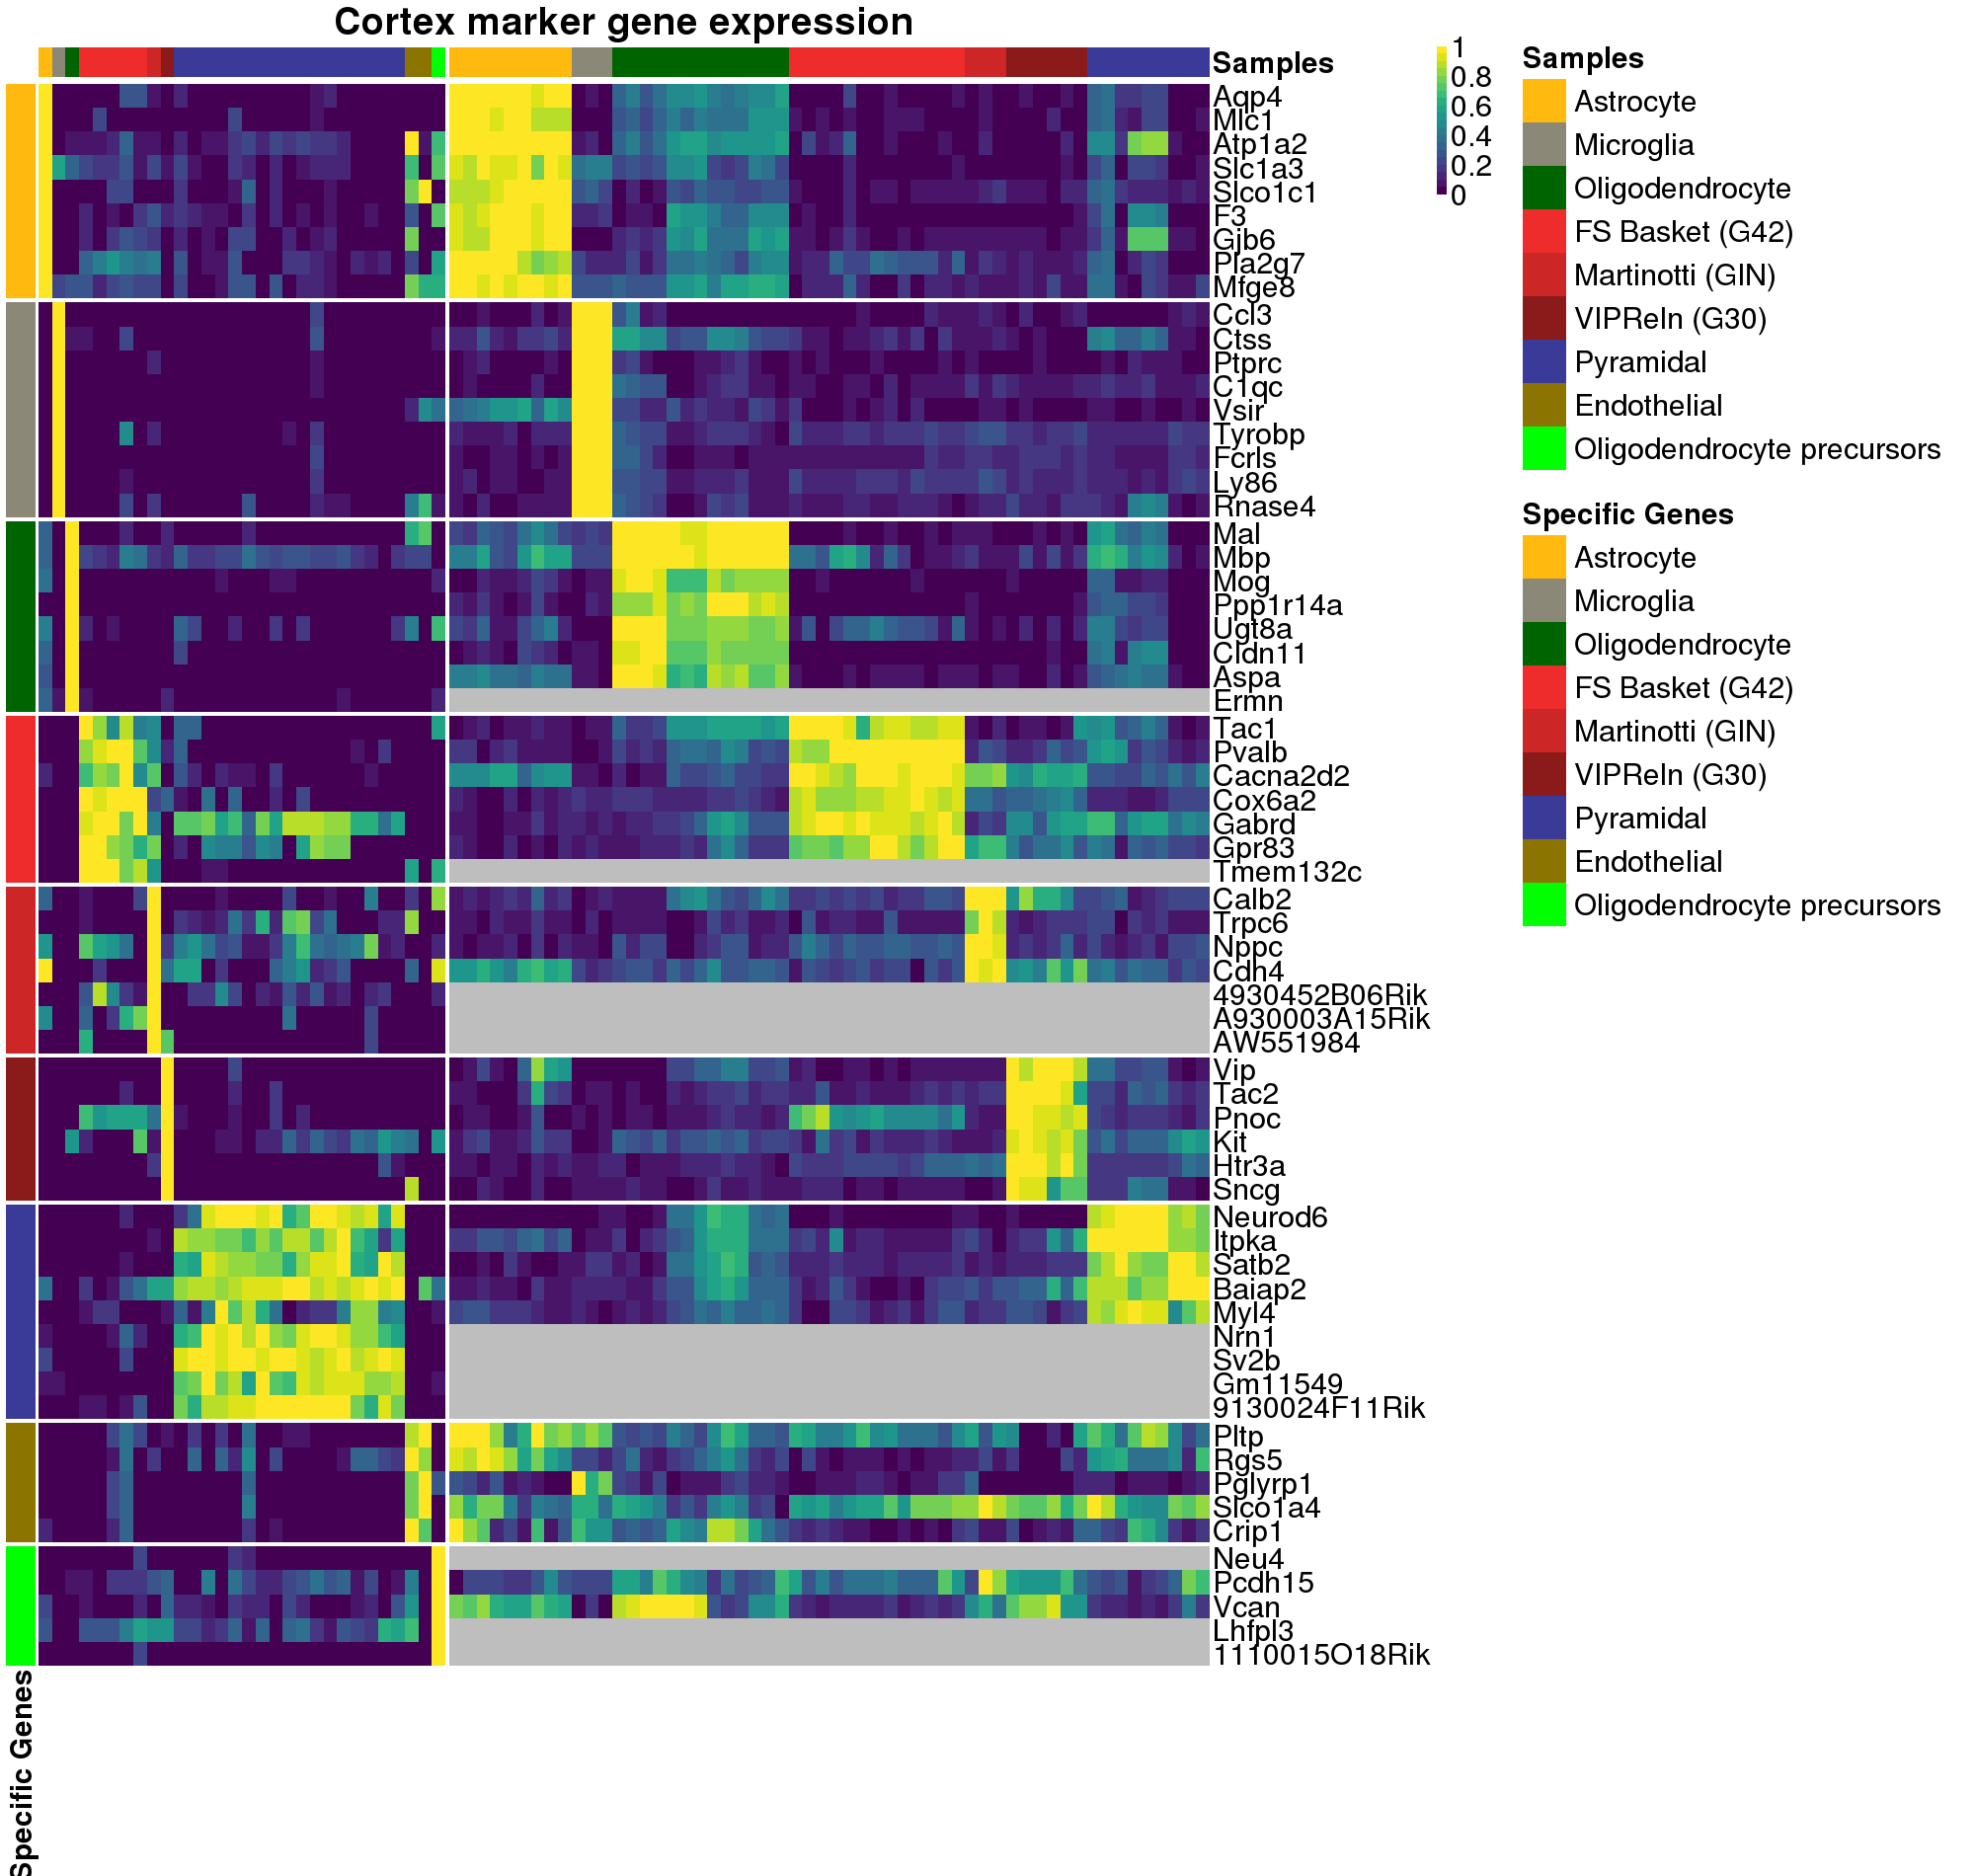 Cortex marker gene expression
Samples
Aqp4
Mlc1
Atp1a2
Slc1a3
Slco1c1
F3
Gjb6
Pla2g7
Mfge8
Ccl3
Ctss
Ptprc
C1qc
Vsir
Tyrobp
Fcrls
Ly86
Rnase4
Mal
Mbp
Mog
Ppp1r14a
Ugt8a
Cldn11
Aspa
Ermn
Tac1
Pvalb
Cacna2d2
Cox6a2
Gabrd
Gpr83
Tmem132c
Calb2
Trpc6
Nppc
Cdh4
4930452B06Rik
A930003A15Rik
AW551984
Vip
Tac2
Pnoc
Kit
Htr3a
Sncg
Neurod6
Itpka
Satb2
Baiap2
Myl4
Nrn1
Sv2b
Gm11549
9130024F11Rik
Pltp
Rgs5
Pglyrp1
Slco1a4
Crip1
Neu4
Pcdh15
Vcan
Lhfpl3
1110015O18Rik
Specific Genes
1
0.8
0.6
0.4
0.2
0
Samples
Astrocyte
Microglia
Oligodendrocyte
FS Basket (G42)
Martinotti (GIN)
VIPReln (G30)
Pyramidal
Endothelial
Oligodendrocyte precursors
Specific Genes
Astrocyte
Microglia
Oligodendrocyte
FS Basket (G42)
Martinotti (GIN)
VIPReln (G30)
Pyramidal
Endothelial
Oligodendrocyte precursors